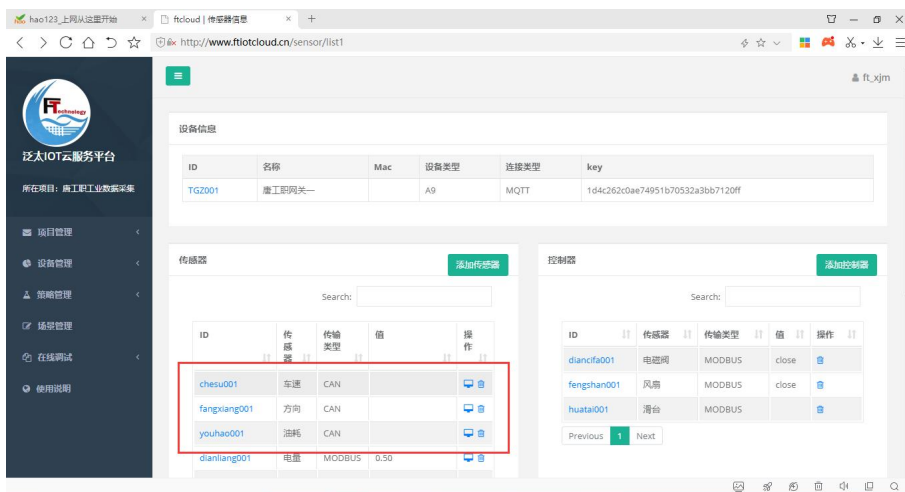 hao123_上网从这里开始
ftcloud | 传感器信息
http://www.ftiotcloud.cn/sensor/list1
ft_xjm
FT
echnology
泛太IOT云服务平台
所在项目：唐工职工业数据采集
项目管理
设备管理
策略管理
场景管理
在线调试
使用说明
设备信息
ID 名称 Mac 设备类型 连接类型 key
TGZ001 唐工职网关一 A9 MQTT 1d4c262c0ae74951b70532a3bb7120ff
传感器 添加传感器
Search:
ID 传感器 传输类型 值 操作
chesu001 车速 CAN
fangxiang001 方向 CAN
youhao001 油耗 CAN
dianliang001 电量 MODBUS 0.50
控制器 添加控制器
Search:
ID 传感器 传输类型 值 操作
diancifa001 电磁阀 MODBUS close
fengshan001 风扇 MODBUS close
huatai001 滑台 MODBUS
Previous 1 Next